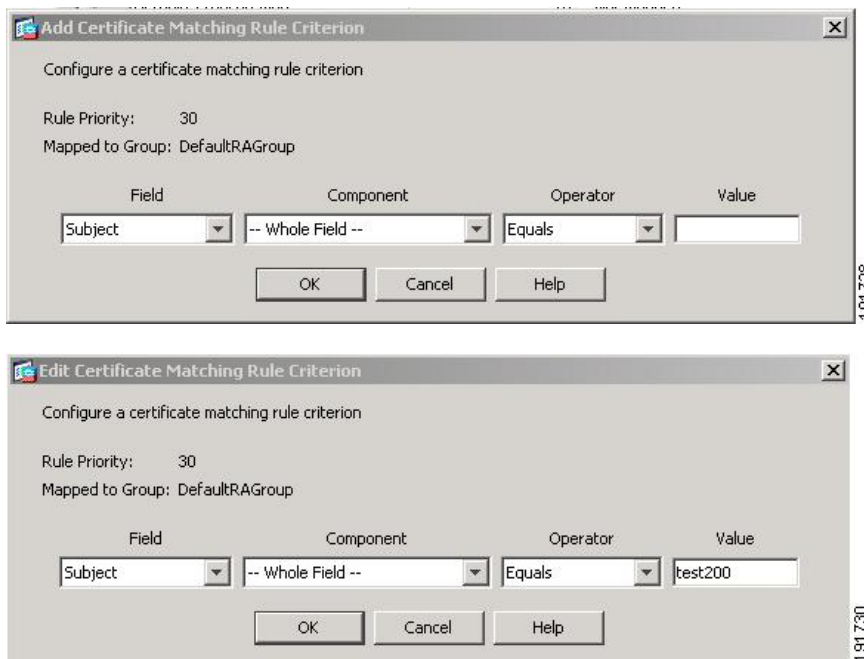 Add Certificate Matching Rule Criterion
Configure a certificate matching rule criterion
Rule Priority: 30
Mapped to Group: DefaultRAGroup
Field Component Operator Value
Subject -- Whole Field -- Equals
OK Cancel Help
Edit Certificate Matching Rule Criterion
Configure a certificate matching rule criterion
Rule Priority: 30
Mapped to Group: DefaultRAGroup
Field Component Operator Value
Subject -- Whole Field -- Equals test200
OK Cancel Help
191730